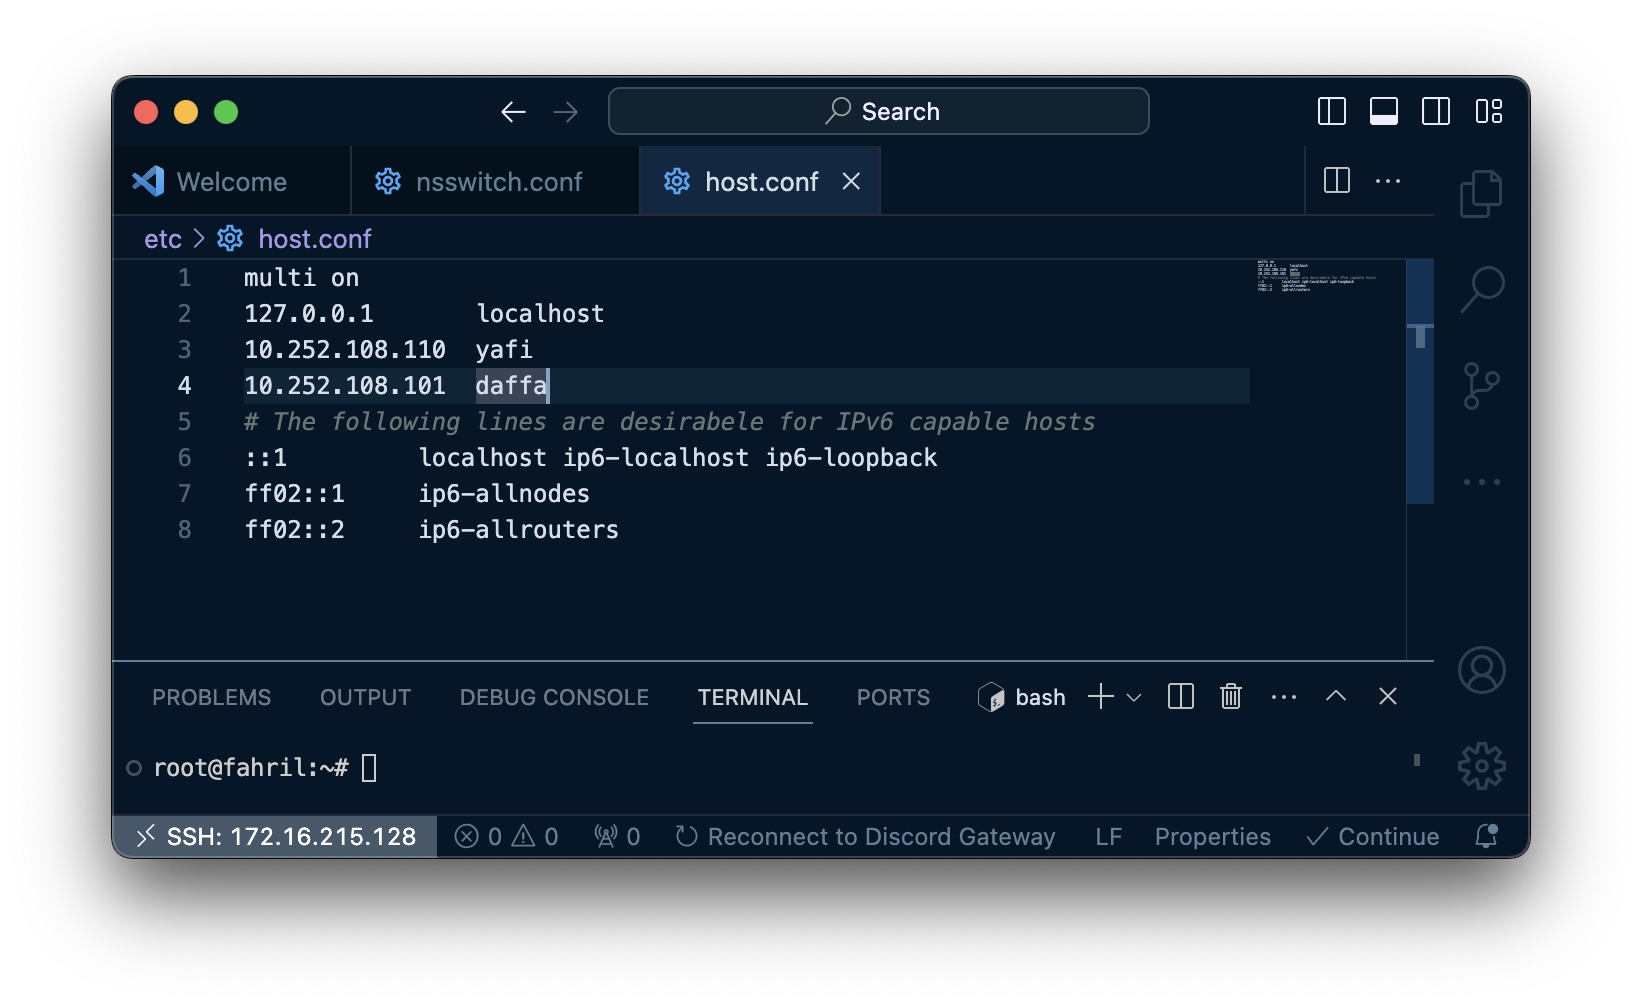 Search
Welcome
nsswitch.conf
host.conf
etc > host.conf
1 multi on
2 127.0.0.1 localhost
3 10.252.108.110 yafi
4 10.252.108.101 daffa
5 # The following lines are desirabele for IPv6 capable hosts
6 ::1 localhost ip6-localhost ip6-loopback
7 ff02::1 ip6-allnodes
8 ff02::2 ip6-allrouters
PROBLEMS OUTPUT DEBUG CONSOLE TERMINAL PORTS bash
root@fahril:~#
SSH: 172.16.215.128 0 0 0 Reconnect to Discord Gateway LF Properties Continue